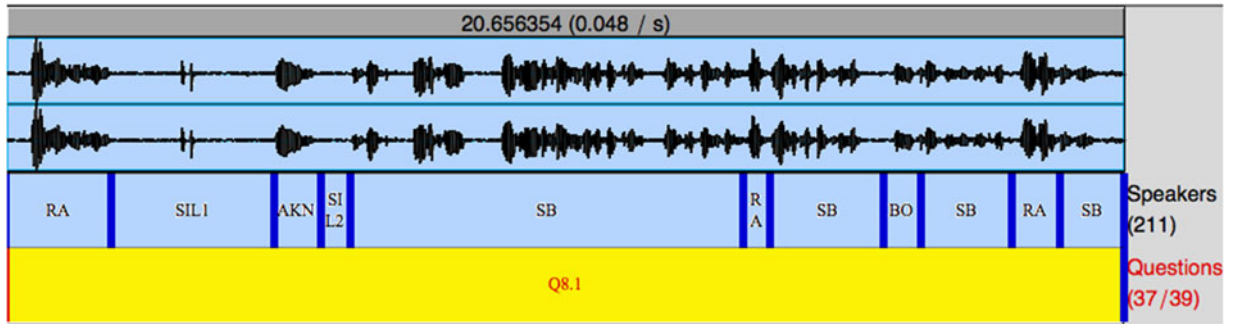 20.656354 (0.048 / s)
RA SIL1 AKN SI
L2 SB R
A SB BO SB RA SB Speakers
(211)
Q8.1 Questions
(37/39)